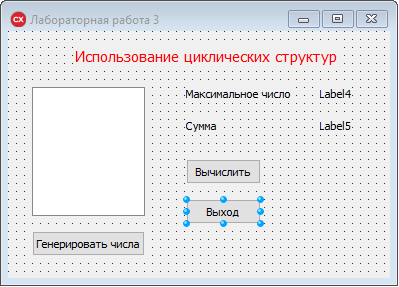 CX Лабораторная работа 3
Использование циклических структур
Максимальное число Label4
Сумма Label5
Вычислить
Выход
Генерировать числа